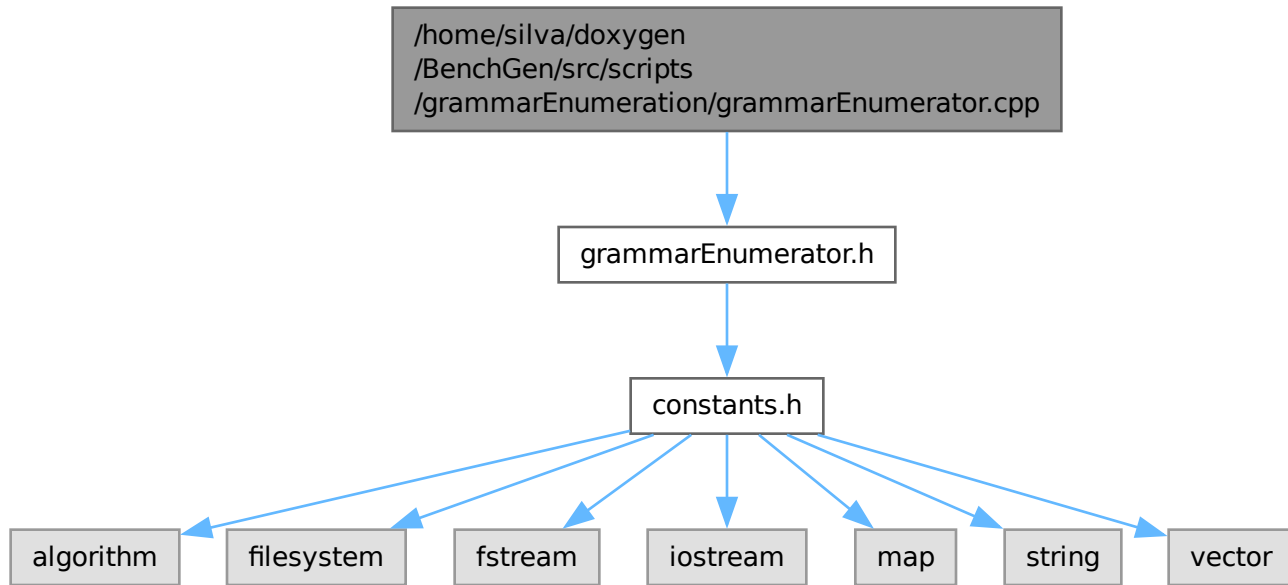 /home/silva/doxygen
/BenchGen/src/scripts
/grammarEnumeration/grammarEnumerator.cpp
grammarEnumerator.h
constants.h
algorithm
filesystem
fstream
iostream
map
string
vector